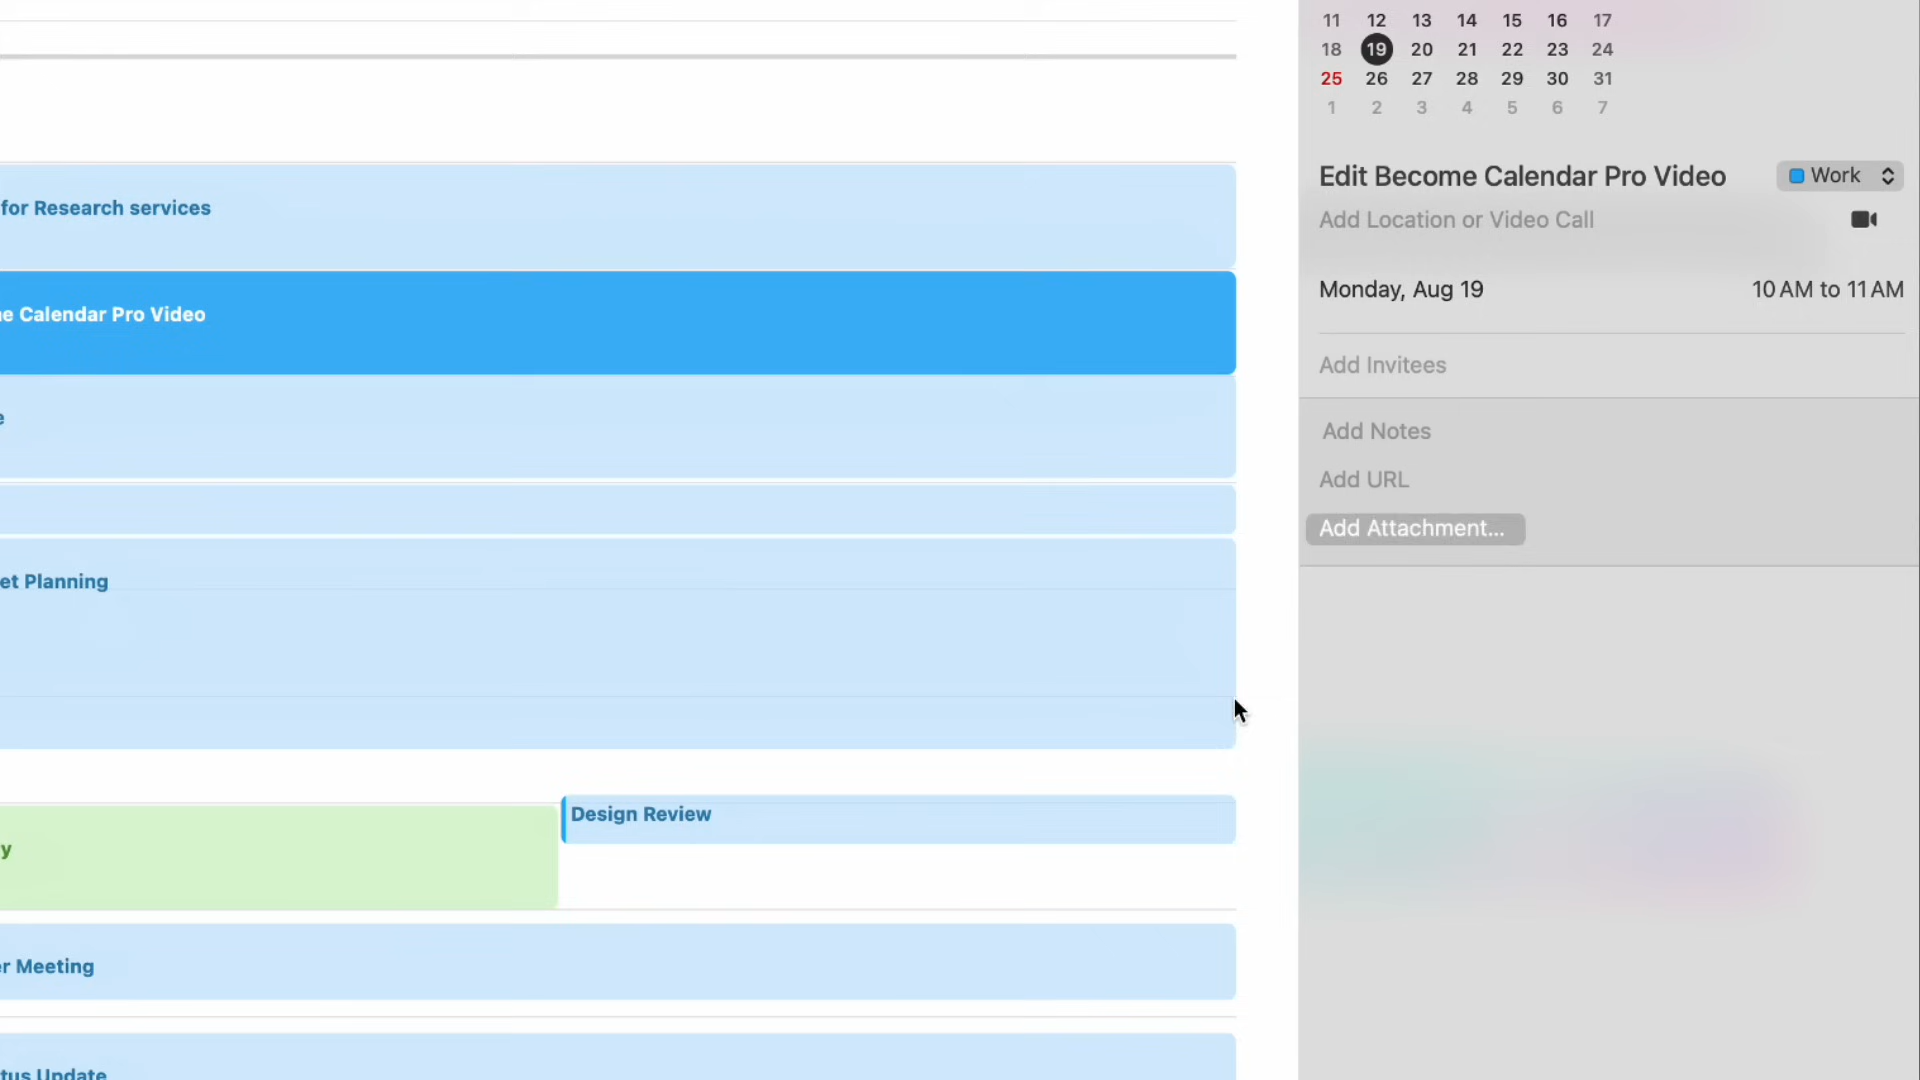 11 12 13 14 15 16 17
18 19 20 21 22 23 24
25 26 27 28 29 30 31
1 2 3 4 5 6 7
Edit Become Calendar Pro Video
Work
Add Location or Video Call
Monday, Aug 19
10 AM to 11 AM
Add Invitees
Add Notes
Add URL
Add Attachment...
for Research services
e Calendar Pro Video
e
et Planning
Design Review
y
er Meeting
tus Update